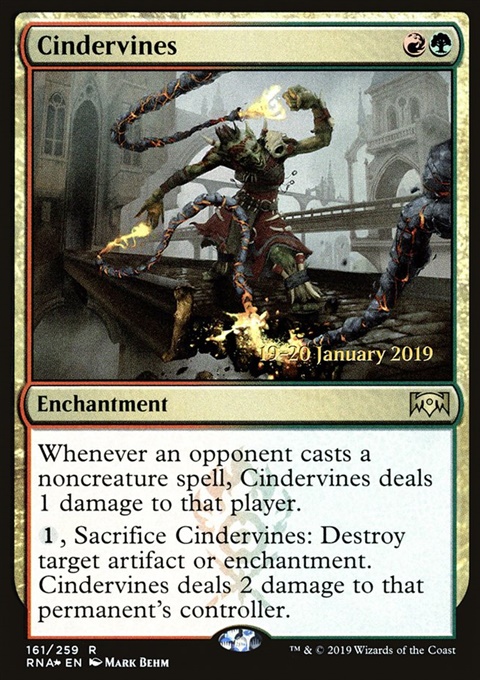 Cindervines
19-20 January 2019
Enchantment
Whenever an opponent casts a
noncreature spell, Cindervines deals
1 damage to that player.
1, Sacrifice Cindervines: Destroy
target artifact or enchantment.
Cindervines deals 2 damage to that
permanent's controller.
161/259 R
RNA★ EN Mark Behm
™ & © 2019 Wizards of the Coast